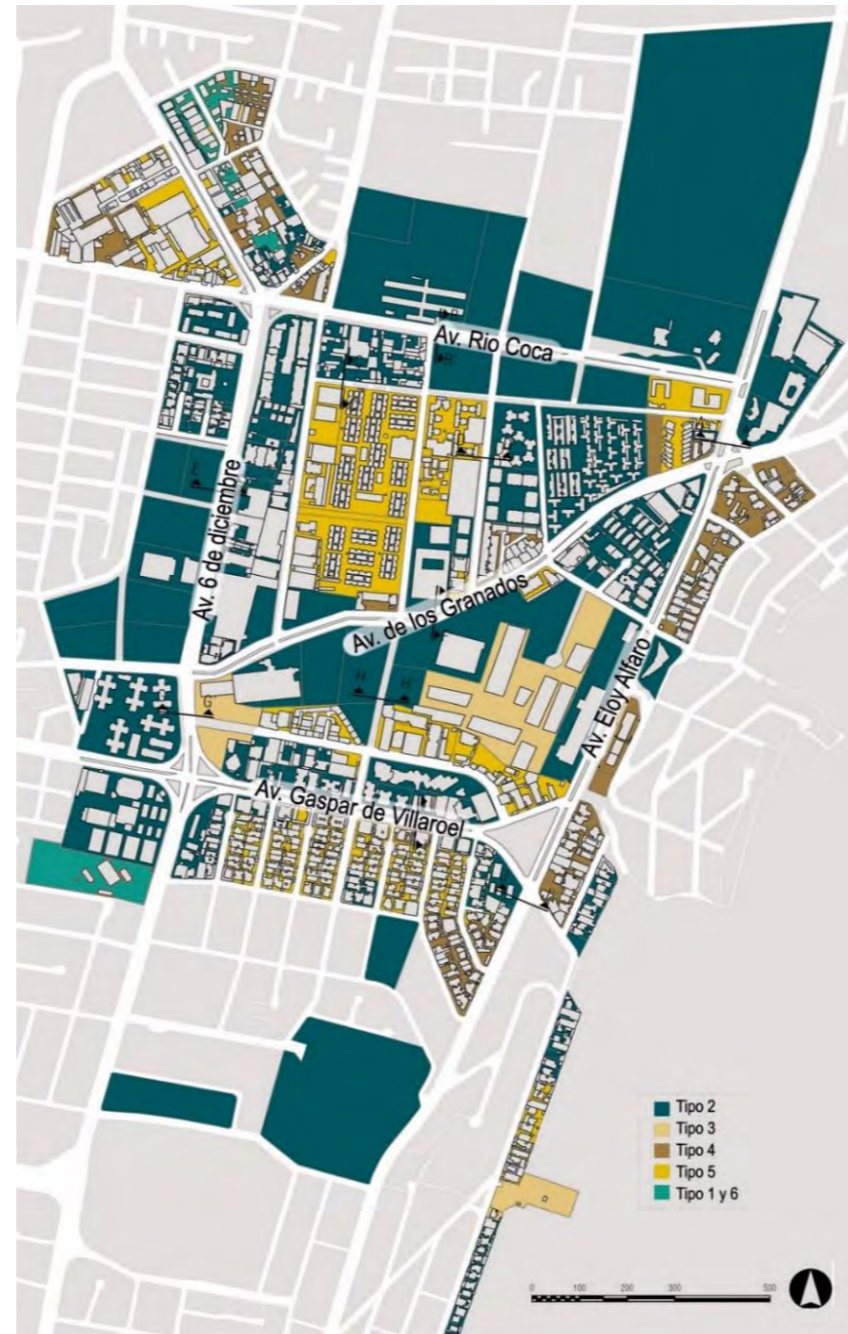 Av. Rio Coca
B'
Av. 6 de diciembre
E
Av. de los Granados
Av. Eloy Alfaro
H
H'
G'
Av. Gaspar de Villaroel
Tipo 2
Tipo 3
Tipo 4
Tipo 5
Tipo 1 y 6
D
0 100 200 300 500